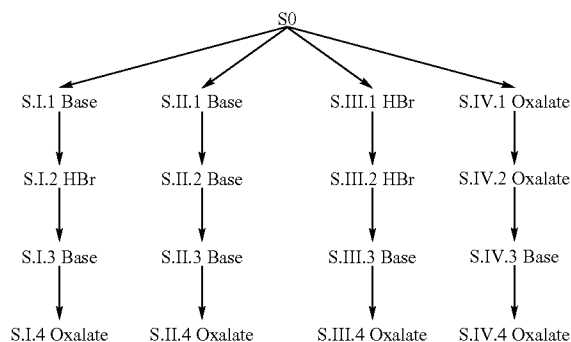 S0
S.I.1 Base S.II.1 Base S.III.1 HBr S.IV.1 Oxalate
S.I.2 HBr S.II.2 Base S.III.2 HBr S.IV.2 Oxalate
S.I.3 Base S.II.3 Base S.III.3 Base S.IV.3 Base
S.I.4 Oxalate S.II.4 Oxalate S.III.4 Oxalate S.IV.4 Oxalate